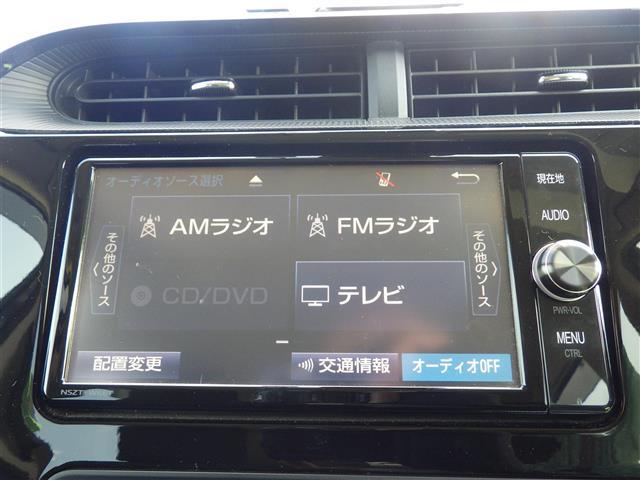 オーディオソース選択
AMラジオ
FMラジオ
その他のソース
CD/DVD
テレビ
その他のソース
配置変更
交通情報
オーディオOFF
現在地
AUDIO
PWR-VOL
MENU
CTRL